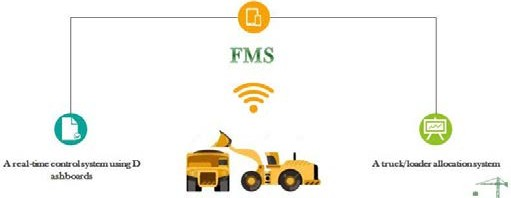 FMS
A real-time control system using D
ashboards
A truck/loader allocation system